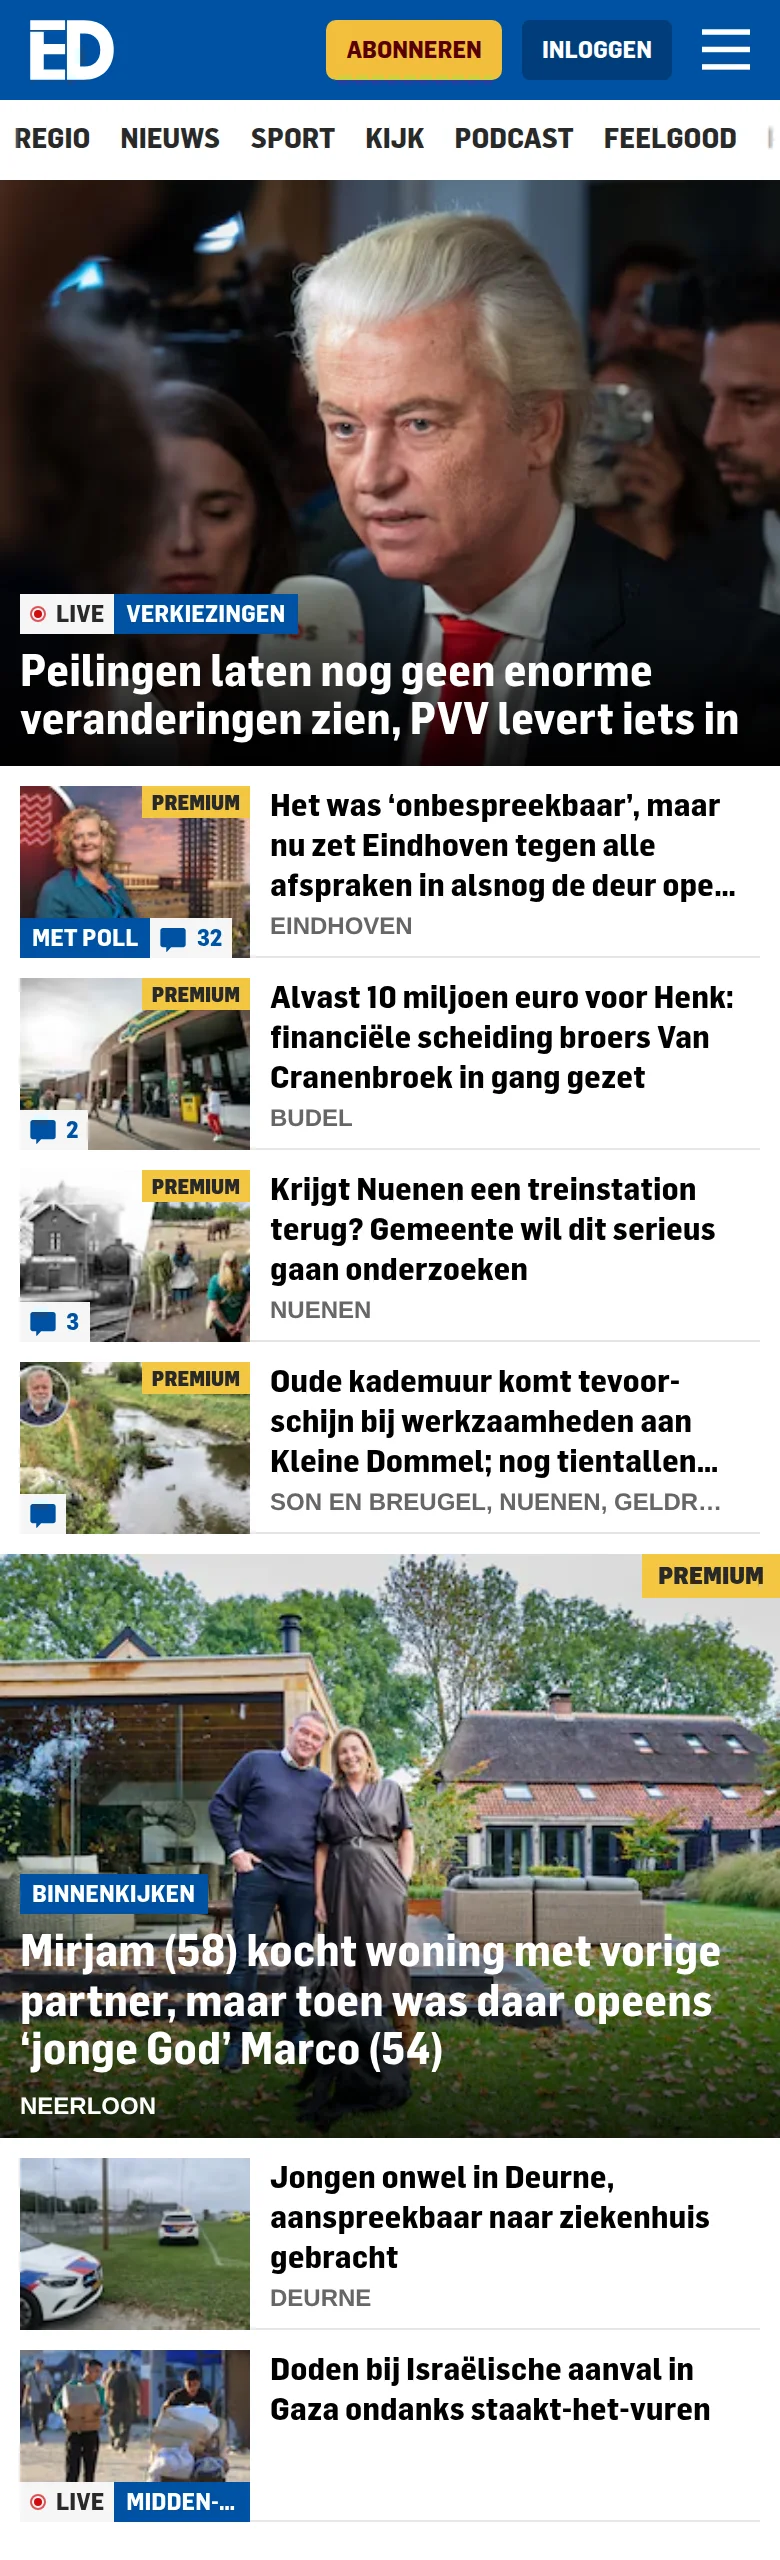 ED
ABONNEREN
INLOGGEN
REGIO NIEUWS SPORT KIJK PODCAST FEELGOOD
LIVE VERKIEZINGEN
Peilingen laten nog geen enorme
veranderingen zien, PVV levert iets in
PREMIUM
MET POLL 32
Het was ‘onbespreekbaar’, maar
nu zet Eindhoven tegen alle
afspraken in alsnog de deur ope...
EINDHOVEN
PREMIUM
2
Alvast 10 miljoen euro voor Henk:
financiële scheiding broers Van
Cranenbroek in gang gezet
BUDEL
PREMIUM
3
Krijgt Nuenen een treinstation
terug? Gemeente wil dit serieus
gaan onderzoeken
NUENEN
PREMIUM
Oude kademuur komt tevoor-
schijn bij werkzaamheden aan
Kleine Dommel; nog tientallen...
SON EN BREUGEL, NUENEN, GELDR...
PREMIUM
BINNENKIJKEN
Mirjam (58) kocht woning met vorige
partner, maar toen was daar opeens
‘jonge God’ Marco (54)
NEERLOON
Jongen onwel in Deurne,
aanspreekbaar naar ziekenhuis
gebracht
DEURNE
Doden bij Israëlische aanval in
Gaza ondanks staakt-het-vuren
LIVE MIDDEN-...